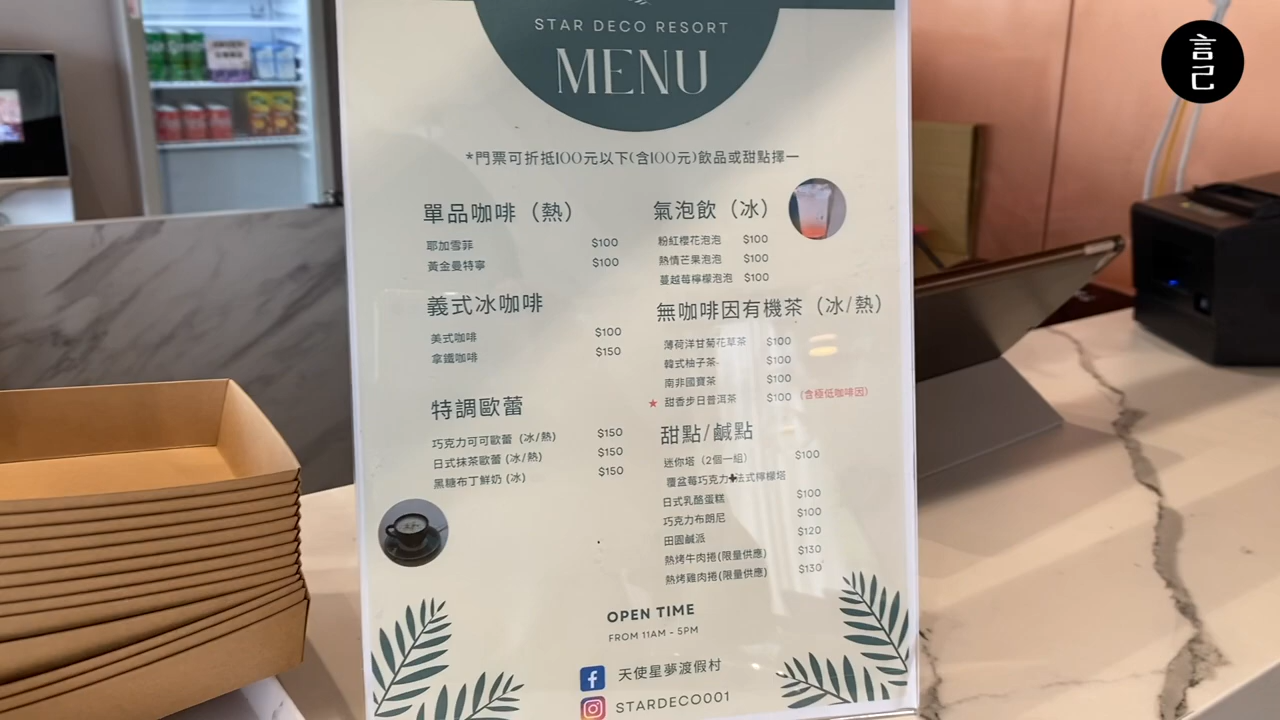 STAR DECO RESORT
MENU
言己
*門票可折抵100元以下(含100元)飲品或甜點擇一
單品咖啡（熱）
耶加雪菲 $100
黃金曼特寧 $100
義式冰咖啡
美式咖啡 $100
拿鐵咖啡 $150
特調歐蕾
巧克力可可歐蕾 (冰/熱) $150
日式抹茶歐蕾 (冰/熱) $150
黑糖布丁鮮奶 (冰) $150
氣泡飲（冰）
粉紅櫻花泡泡 $100
熱情芒果泡泡 $100
蔓越莓檸檬泡泡 $100
無咖啡因有機茶（冰/熱）
薄荷洋甘菊花草茶 $100
韓式柚子茶 $100
南非國寶茶 $100
★ 甜香步日普洱茶 $100 (含極低咖啡因)
甜點/鹹點
迷你塔（2個一組） $100
覆盆莓巧克力+法式檸檬塔
日式乳酪蛋糕 $100
巧克力布朗尼 $100
田園鹹派 $120
熱烤牛肉捲(限量供應) $130
熱烤雞肉捲(限量供應) $130
OPEN TIME
FROM 11AM - 5PM
天使星夢渡假村
STARDECO001